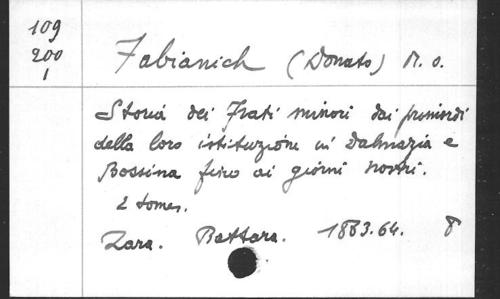 109
200
1
Fabianich (Donato) M. o.
Storia dei Frati minori dai primordi
della loro istituzione in Dalmazia e
Bossina fino ai giorni nostri.
2 tomes.
Zara. Battara. 1863.64. 8